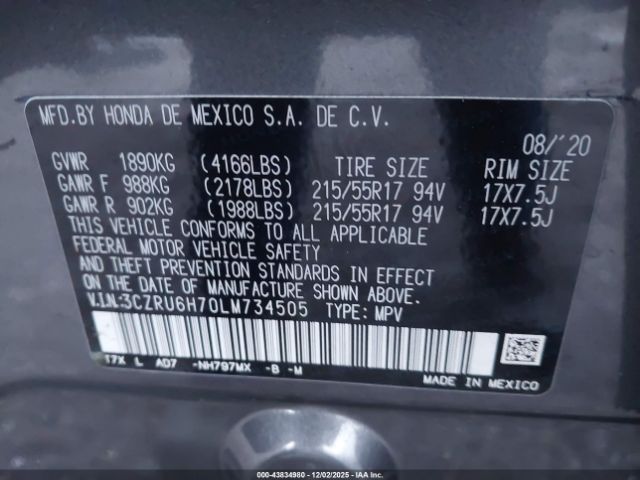 MFD.BY HONDA DE MEXICO S.A. DE C.V.
08/'20
GVWR 1890KG (4166LBS) TIRE SIZE RIM SIZE
GAWR F 988KG (2178LBS) 215/55R17 94V 17X7.5J
GAWR R 902KG (1988LBS) 215/55R17 94V 17X7.5J
THIS VEHICLE CONFORMS TO ALL APPLICABLE
FEDERAL MOTOR VEHICLE SAFETY
AND THEFT PREVENTION STANDARDS IN EFFECT
ON THE DATE OF MANUFACTURE SHOWN ABOVE.
V.I.N:3CZRU6H70LM734505 TYPE: MPV
T7X L AD7 -NH797MX -B -M
MADE IN MEXICO
000-43834980 - 12/02/2025 - IAA Inc.